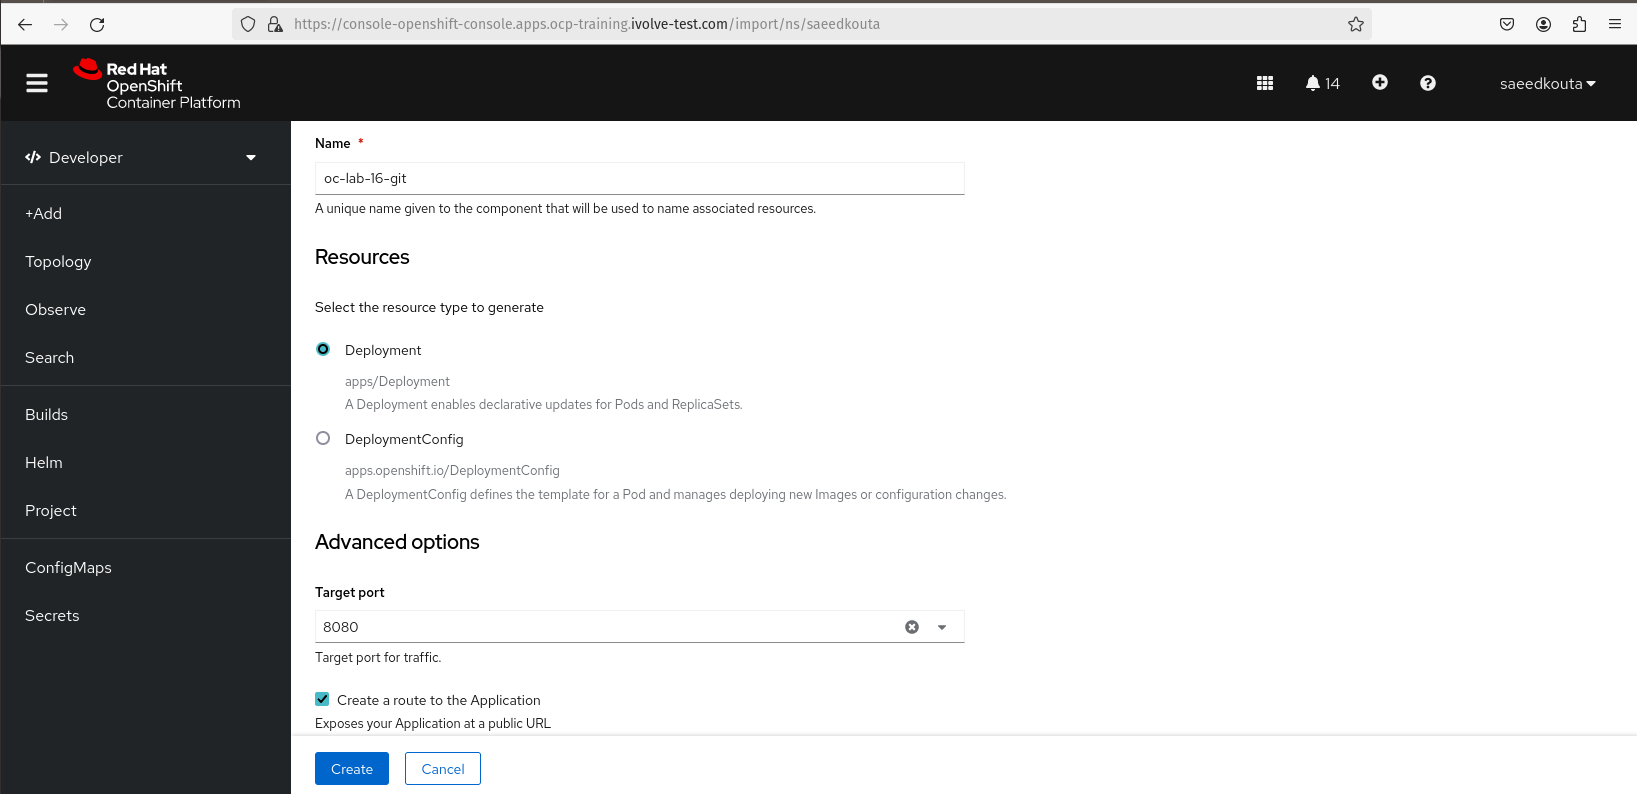 https://console-openshift-console.apps.ocp-training.ivolve-test.com/import/ns/saeedkouta
Red Hat
OpenShift
Container Platform
14
saeedkouta
Developer
+Add
Topology
Observe
Search
Builds
Helm
Project
ConfigMaps
Secrets
Name *
oc-lab-16-git
A unique name given to the component that will be used to name associated resources.
Resources
Select the resource type to generate
Deployment
apps/Deployment
A Deployment enables declarative updates for Pods and ReplicaSets.
DeploymentConfig
apps.openshift.io/DeploymentConfig
A DeploymentConfig defines the template for a Pod and manages deploying new Images or configuration changes.
Advanced options
Target port
8080
Target port for traffic.
Create a route to the Application
Exposes your Application at a public URL
Create
Cancel